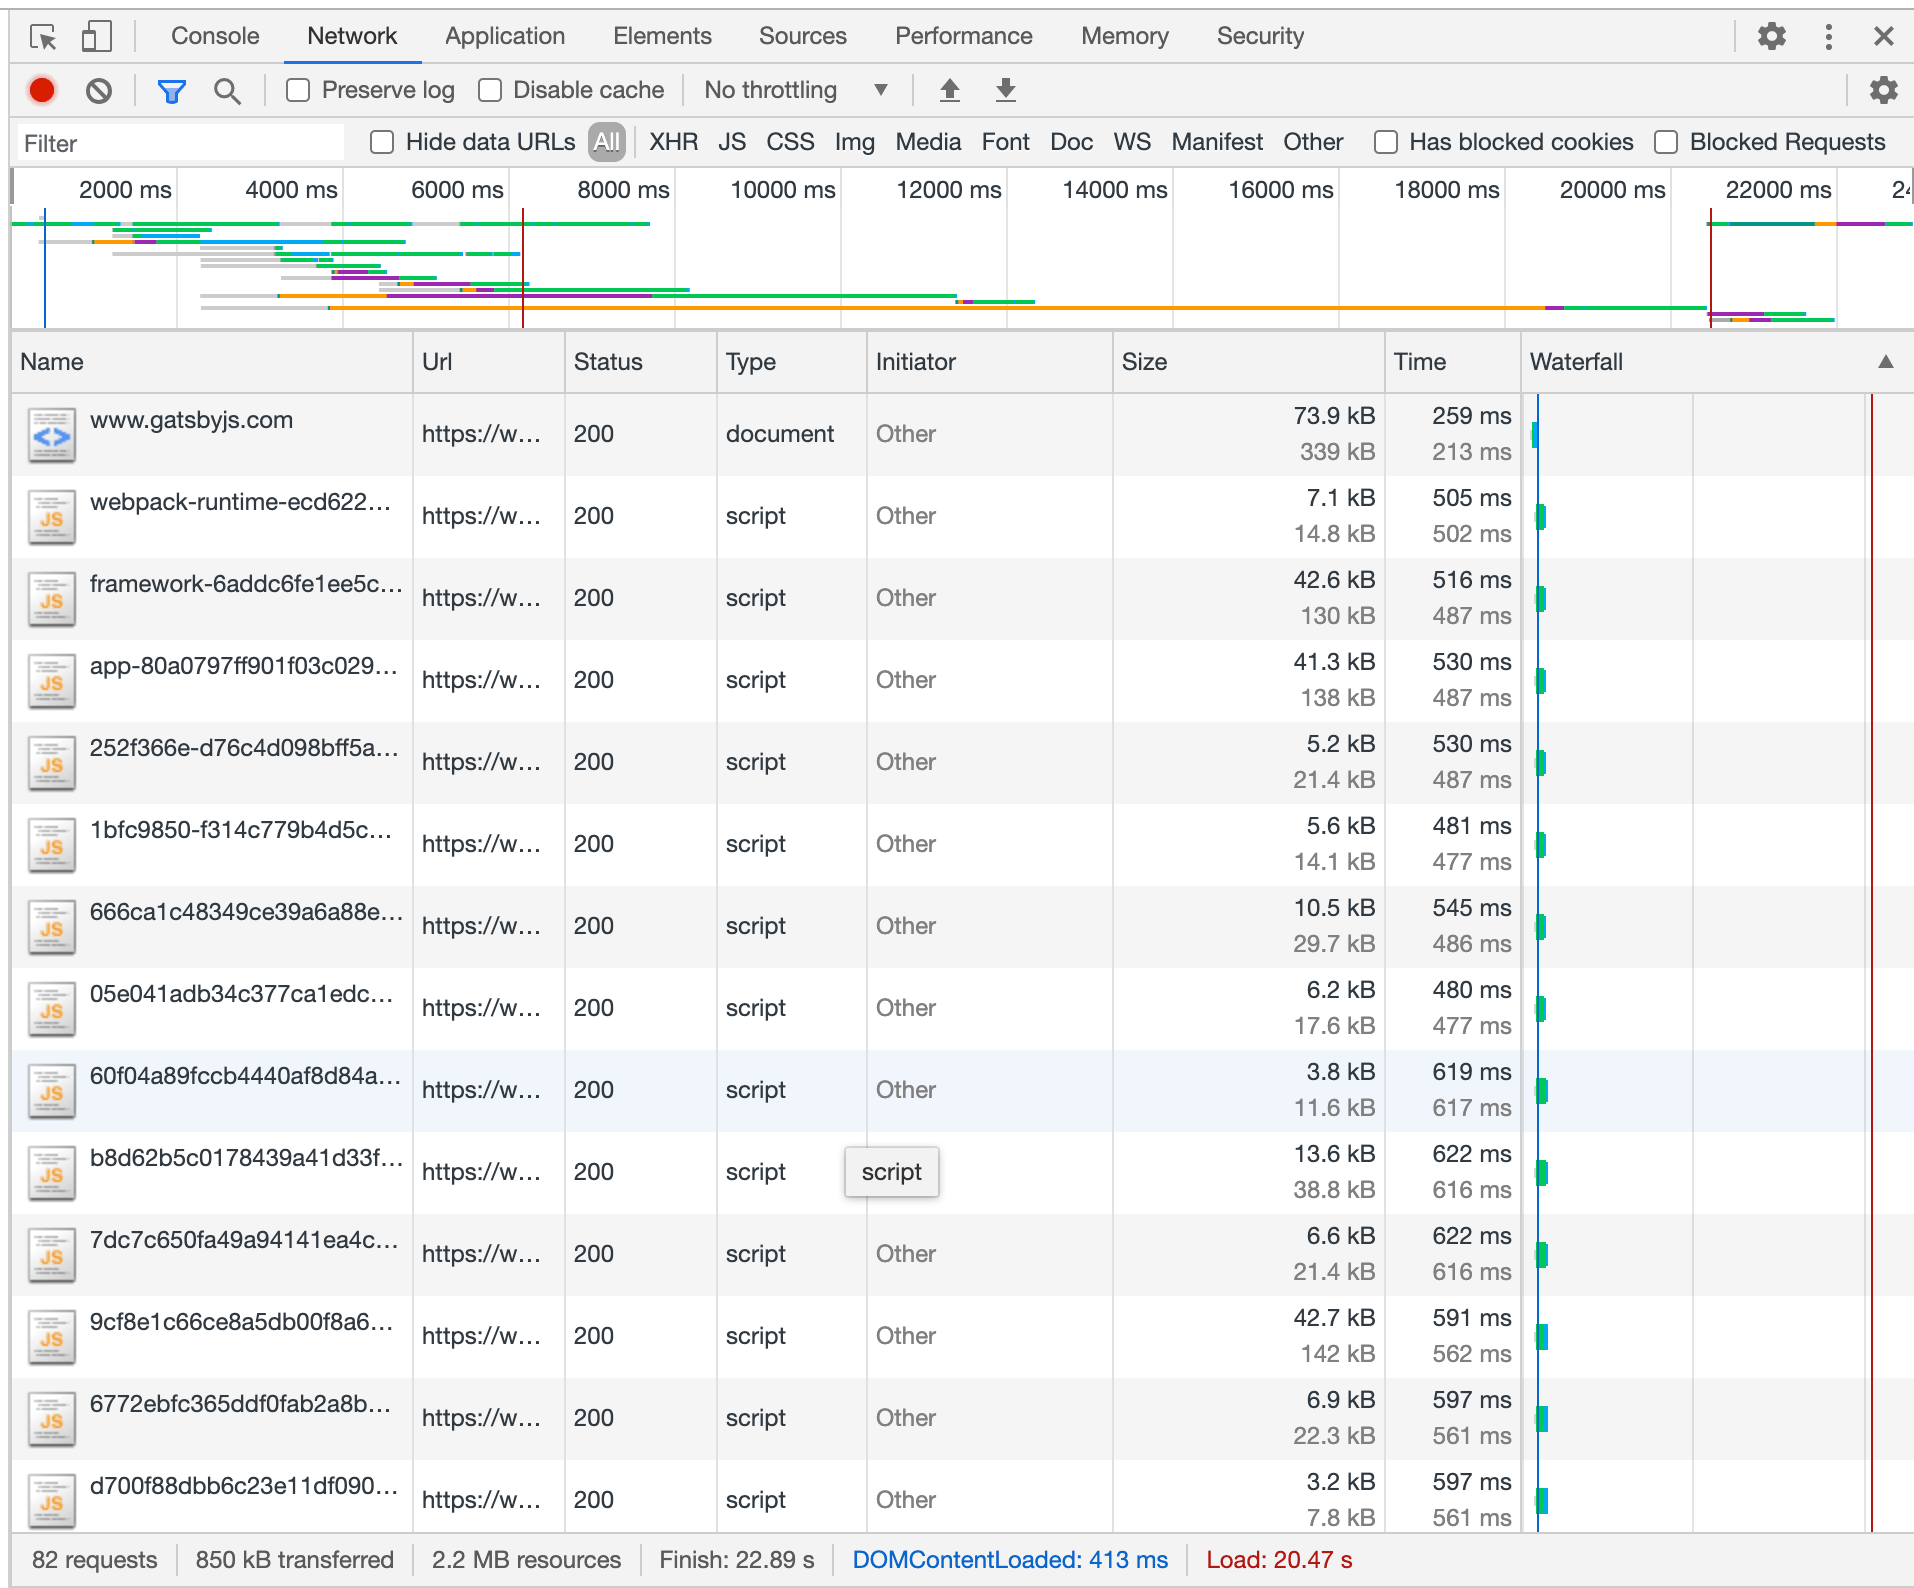 Console Network Application Elements Sources Performance Memory Security
Preserve log Disable cache No throttling
Filter Hide data URLs All XHR JS CSS Img Media Font Doc WS Manifest Other Has blocked cookies Blocked Requests
2000 ms 4000 ms 6000 ms 8000 ms 10000 ms 12000 ms 14000 ms 16000 ms 18000 ms 20000 ms 22000 ms
Name Url Status Type Initiator Size Time Waterfall
www.gatsbyjs.com https://w... 200 document Other 73.9 kB 259 ms
339 kB 213 ms
JS webpack-runtime-ecd622... https://w... 200 script Other 7.1 kB 505 ms
14.8 kB 502 ms
JS framework-6addc6fe1ee5c... https://w... 200 script Other 42.6 kB 516 ms
130 kB 487 ms
JS app-80a0797ff901f03c029... https://w... 200 script Other 41.3 kB 530 ms
138 kB 487 ms
JS 252f366e-d76c4d098bff5a... https://w... 200 script Other 5.2 kB 530 ms
21.4 kB 487 ms
JS 1bfc9850-f314c779b4d5c... https://w... 200 script Other 5.6 kB 481 ms
14.1 kB 477 ms
JS 666ca1c48349ce39a6a88e... https://w... 200 script Other 10.5 kB 545 ms
29.7 kB 486 ms
JS 05e041adb34c377ca1edc... https://w... 200 script Other 6.2 kB 480 ms
17.6 kB 477 ms
JS 60f04a89fccb4440af8d84a... https://w... 200 script Other 3.8 kB 619 ms
11.6 kB 617 ms
JS b8d62b5c0178439a41d33f... https://w... 200 script script 13.6 kB 622 ms
38.8 kB 616 ms
JS 7dc7c650fa49a94141ea4c... https://w... 200 script Other 6.6 kB 622 ms
21.4 kB 616 ms
JS 9cf8e1c66ce8a5db00f8a6... https://w... 200 script Other 42.7 kB 591 ms
142 kB 562 ms
JS 6772ebfc365ddf0fab2a8b... https://w... 200 script Other 6.9 kB 597 ms
22.3 kB 561 ms
JS d700f88dbb6c23e11df090... https://w... 200 script Other 3.2 kB 597 ms
7.8 kB 561 ms
82 requests 850 kB transferred 2.2 MB resources Finish: 22.89 s DOMContentLoaded: 413 ms Load: 20.47 s